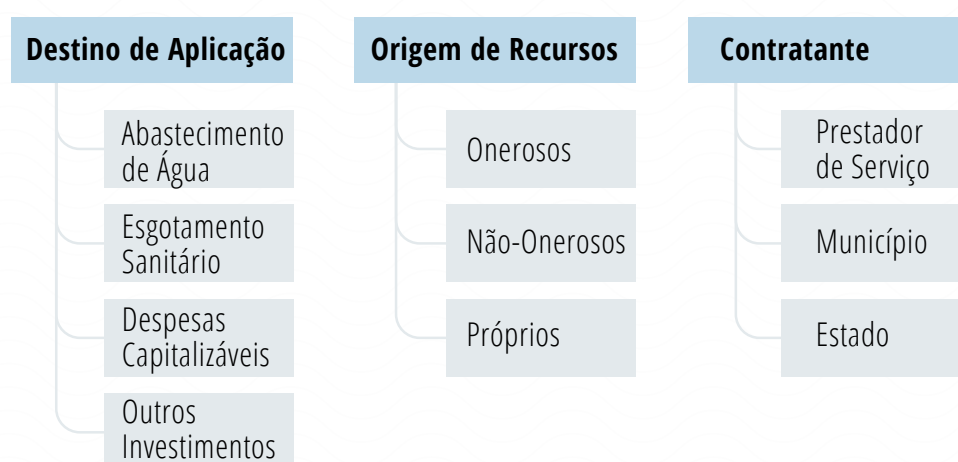 Destino de Aplicação
Abastecimento
de Água
Esgotamento
Sanitário
Despesas
Capitalizáveis
Outros
Investimentos
Origem de Recursos
Onerosos
Não-Onerosos
Próprios
Contratante
Prestador
de Serviço
Município
Estado